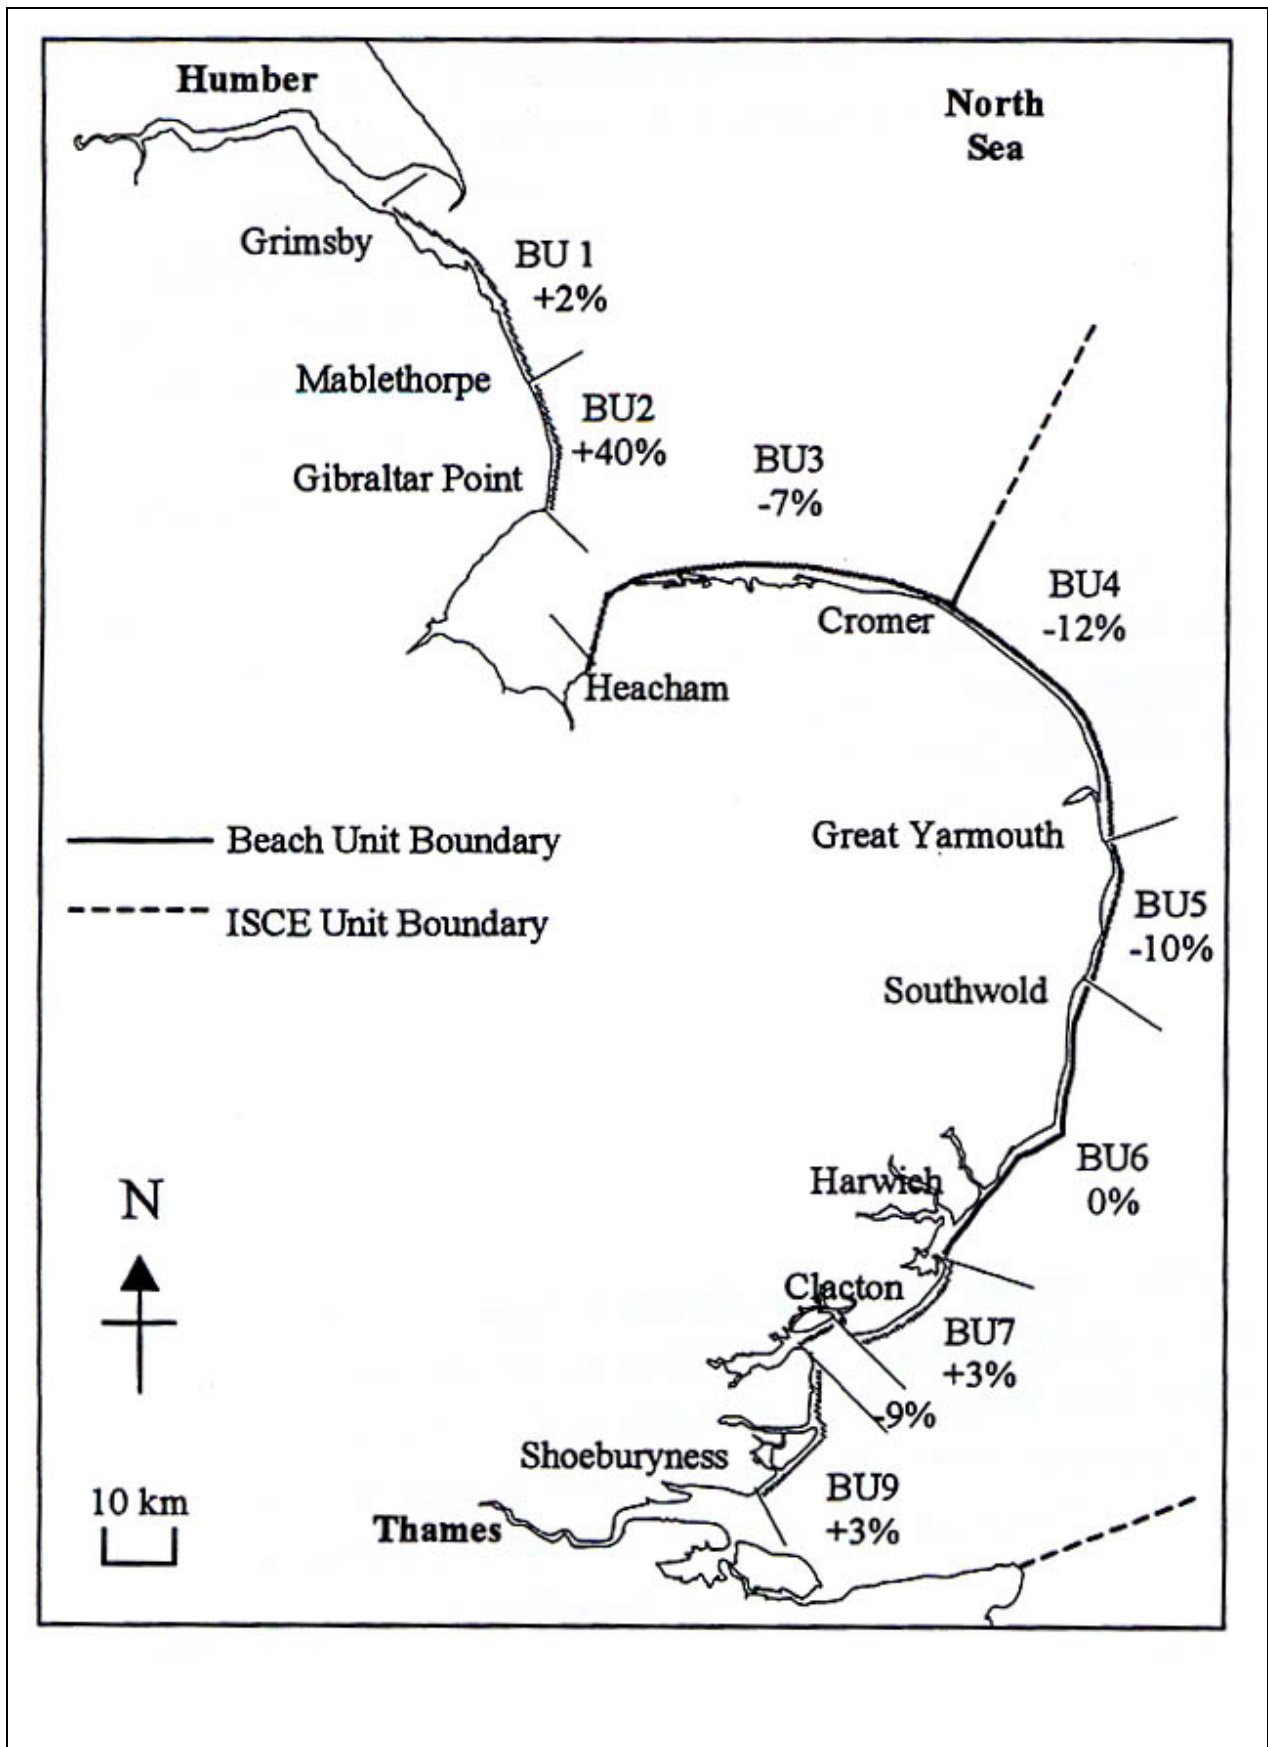 Humber
North
Sea
Grimsby
BU 1
+2%
Mablethorpe
BU2
+40%
Gibraltar Point
BU3
-7%
BU4
-12%
Cromer
Heacham
Great Yarmouth
Beach Unit Boundary
ISCE Unit Boundary
BU5
-10%
Southwold
BU6
0%
Harwich
N
Clacton
BU7
+3%
-9%
Shoeburyness
BU9
+3%
10 km
Thames